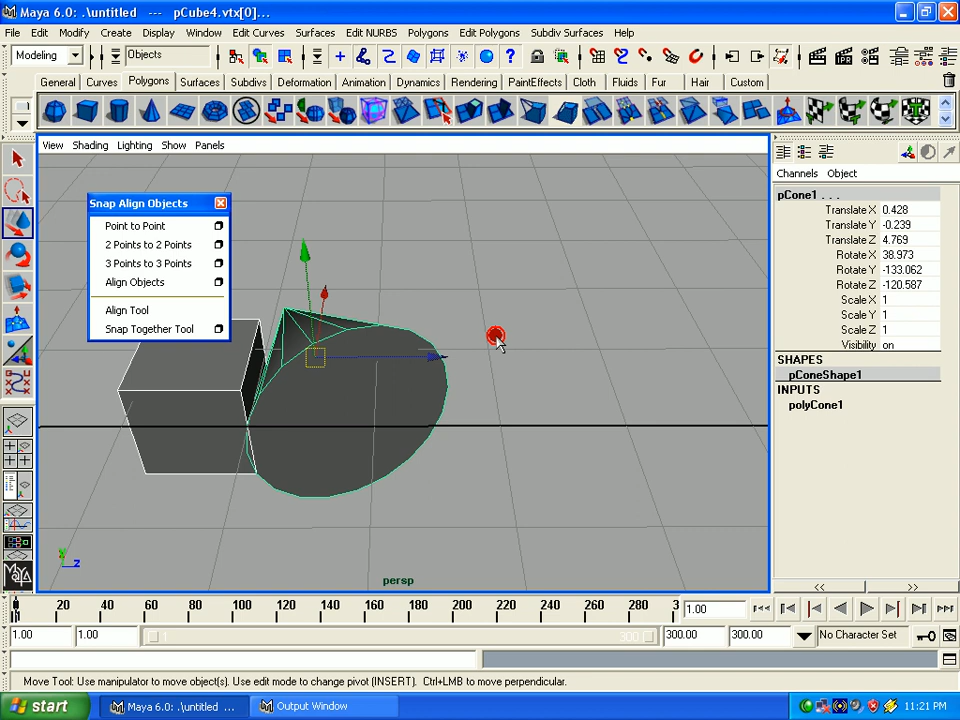 Maya 6.0: .\untitled   pCube4.vtx[0]...
File Edit Modify Create Display Window Edit Curves Surfaces Edit NURBS Polygons Edit Polygons Subdiv Surfaces Help
Modeling Objects
General Curves Polygons Surfaces Subdivs Deformation Animation Dynamics Rendering PaintEffects Cloth Fluids Fur Hair Custom
View Shading Lighting Show Panels
Snap Align Objects
Point to Point
2 Points to 2 Points
3 Points to 3 Points
Align Objects
Align Tool
Snap Together Tool
y
z
persp
Channels Object
pCone1 . . .
Translate X 0.428
Translate Y -0.239
Translate Z 4.769
Rotate X 38.973
Rotate Y -133.062
Rotate Z -120.587
Scale X 1
Scale Y 1
Scale Z 1
Visibility on
SHAPES
pConeShape1
INPUTS
polyCone1
<< >>
20 40 60 80 100 120 140 160 180 200 220 240 260 280 3 1.00
1.00 1.00 1 300 300.00 300.00 No Character Set
Move Tool: Use manipulator to move object(s). Use edit mode to change pivot (INSERT). Ctrl+LMB to move perpendicular.
start Maya 6.0: .\untitled ... Output Window 11:21 PM